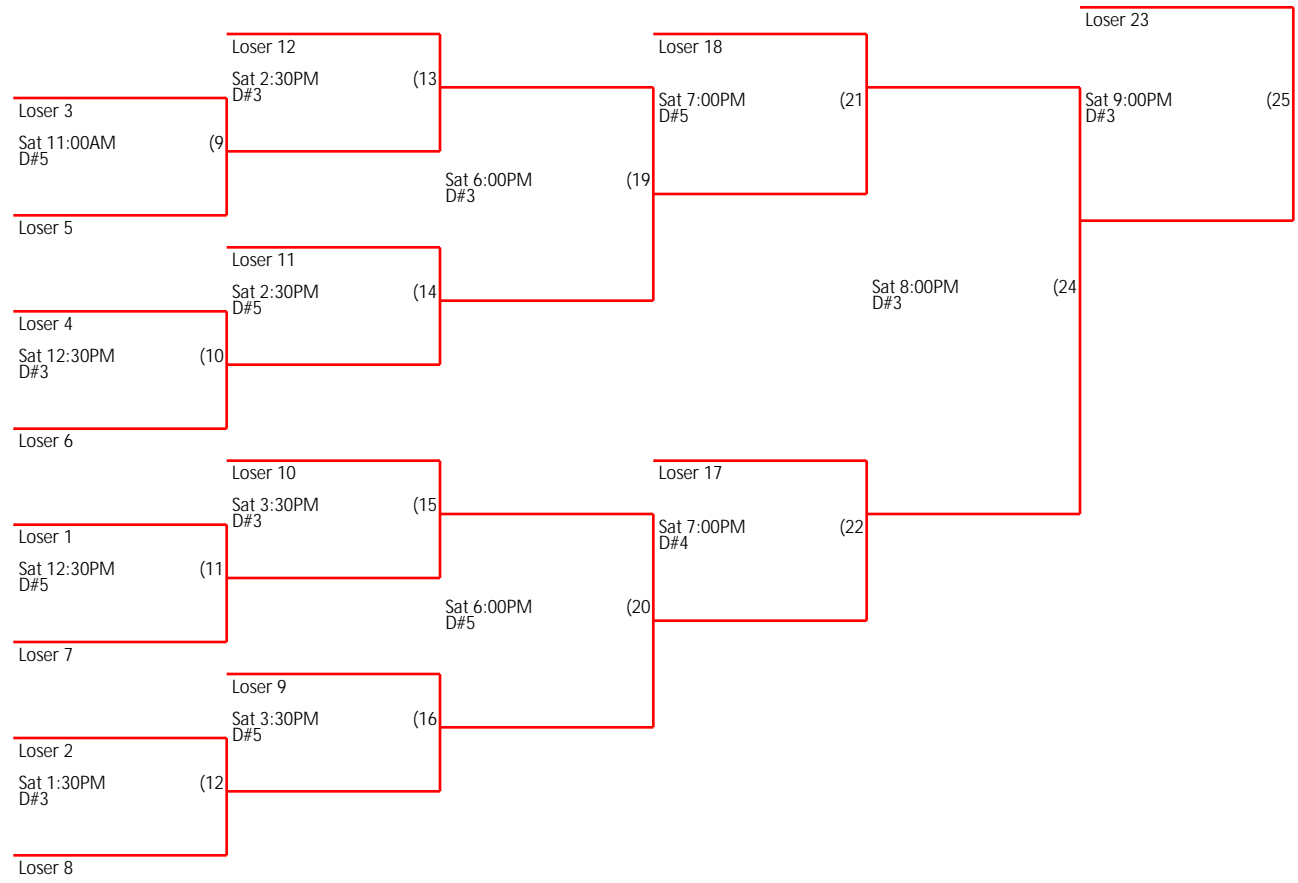 Loser 23
Loser 12
Loser 18
Sat 2:30PM
D#3
(13
Loser 3
Sat 7:00PM
D#5
(21
Sat 9:00PM
D#3
(25
Sat 11:00AM
D#5
(9
Sat 6:00PM
D#3
(19
Loser 5
Loser 11
Sat 2:30PM
D#5
(14
Sat 8:00PM
D#3
(24
Loser 4
Sat 12:30PM
D#3
(10
Loser 6
Loser 10
Loser 17
Sat 3:30PM
D#3
(15
Loser 1
Sat 7:00PM
D#4
(22
Sat 12:30PM
D#5
(11
Sat 6:00PM
D#5
(20
Loser 7
Loser 9
Sat 3:30PM
D#5
(16
Loser 2
Sat 1:30PM
D#3
(12
Loser 8